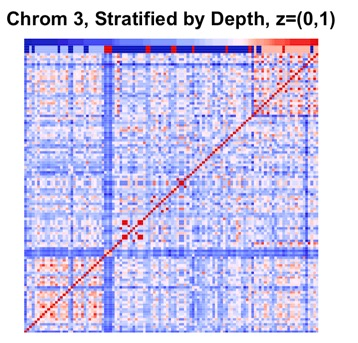 Chrom 3, Stratified by Depth, z=(0,1)